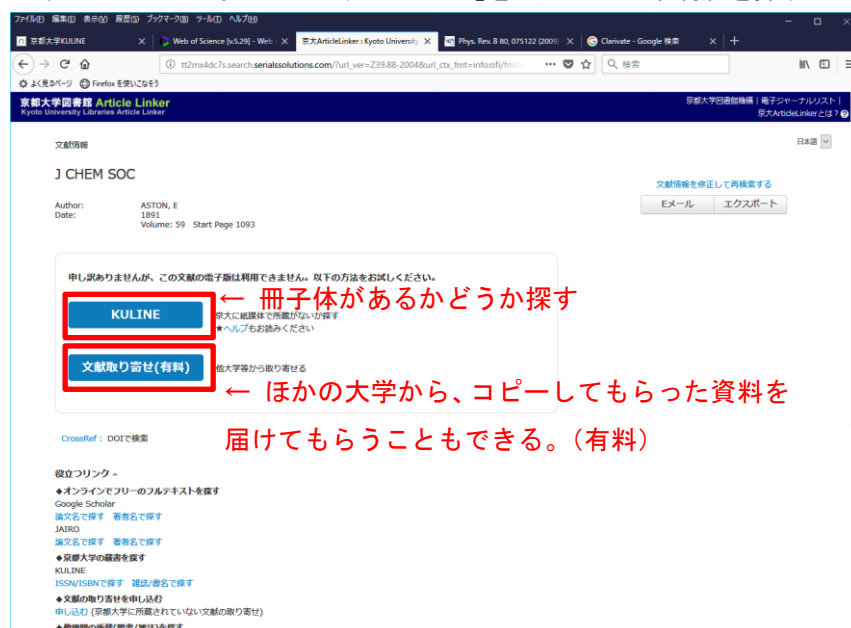 ファイル(F) 編集(E) 表示(V) 履歴(S) ブックマーク(B) ツール(T) ヘルプ(H)
京都大学KULINE
Web of Science [v.5.29] - Web
京大ArticleLinker : Kyoto University
Phys. Rev. B 80, 075122 (2009)
Clarivate - Google 検索
tt2mx4dc7s.search.serialssolutions.com/?url_ver=Z39.88-2004&url_ctx_fmt=infoofi/fmt:
検索
よく見るページ Firefox を使いこなそう
京都大学図書館 Article Linker
Kyoto University Libraries Article Linker
京都大学図書館機構 | 電子ジャーナルリスト |
京大ArticleLinkerとは?
文献情報
日本語
J CHEM SOC
文献情報を修正して再検索する
Author: ASTON, E
Eメール エクスポート
Date: 1891
Volume: 59 Start Page 1093
申し訳ありませんが、この文献の電子版は利用できません。以下の方法をお試しください。
← 冊子体があるかどうか探す
KULINE
京大に紙媒体で所蔵がないか探す
★ヘルプもお読みください
文献取り寄せ(有料)
他大学等から取り寄せる
← ほかの大学から、コピーしてもらった資料を
届けてもらうこともできる。(有料)
CrossRef : DOIで検索
役立つリンク
◆オンラインでフリーのフルテキストを探す
Google Scholar
論文名で探す 著者名で探す
JAIRO
論文名で探す 著者名で探す
◆京都大学の蔵書を探す
KULINE
ISSN/ISBNで探す 雑誌/書名で探す
◆文献の取り寄せを申し込む
申し込む (京都大学に所蔵されていない文献の取り寄せ)